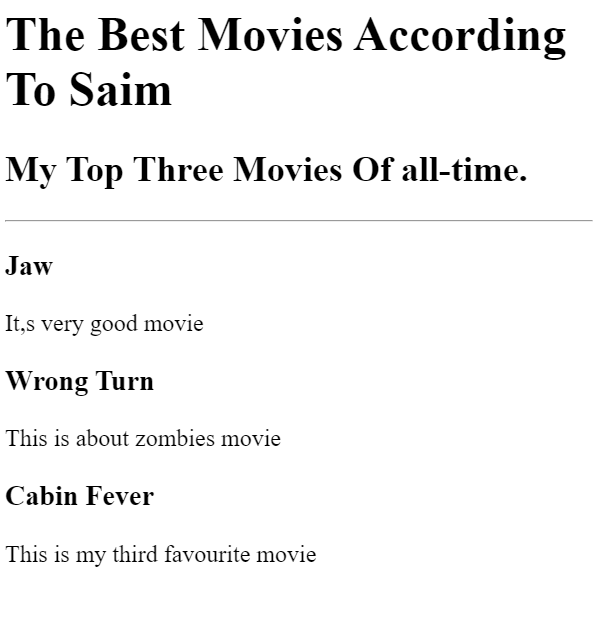 The Best Movies According
To Saim
My Top Three Movies Of all-time.
Jaw
It,s very good movie
Wrong Turn
This is about zombies movie
Cabin Fever
This is my third favourite movie